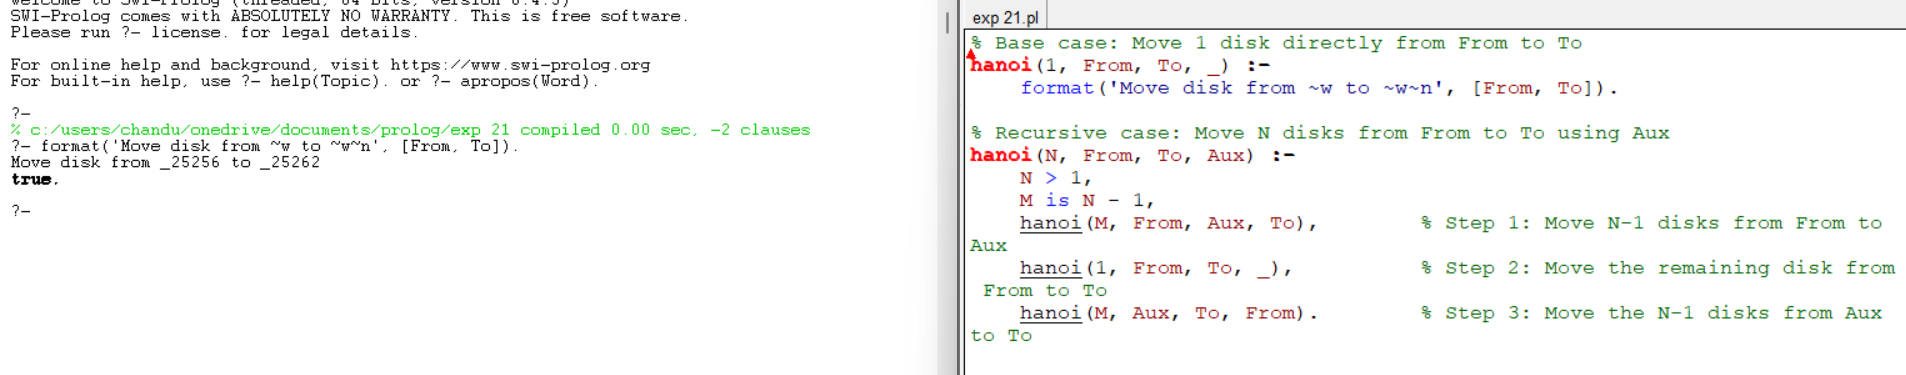 Welcome to SWI-Prolog (threaded, 64 bits, version 8.4.3)
SWI-Prolog comes with ABSOLUTELY NO WARRANTY. This is free software.
Please run ?- license. for legal details.
For online help and background, visit https://www.swi-prolog.org
For built-in help, use ?- help(Topic). or ?- apropos(Word).
?-
% c:/users/chandu/onedrive/documents/prolog/exp 21 compiled 0.00 sec, -2 clauses
?- format('Move disk from ~w to ~w~n', [From, To]).
Move disk from _25256 to _25262
true.
?-
exp 21.pl
% Base case: Move 1 disk directly from From to To
hanoi(1, From, To, _) :-
    format('Move disk from ~w to ~w~n', [From, To]).
% Recursive case: Move N disks from From to To using Aux
hanoi(N, From, To, Aux) :-
    N > 1,
    M is N - 1,
    hanoi(M, From, Aux, To),        % Step 1: Move N-1 disks from From to
Aux
    hanoi(1, From, To, _),          % Step 2: Move the remaining disk from
 From to To
    hanoi(M, Aux, To, From).        % Step 3: Move the N-1 disks from Aux
to To